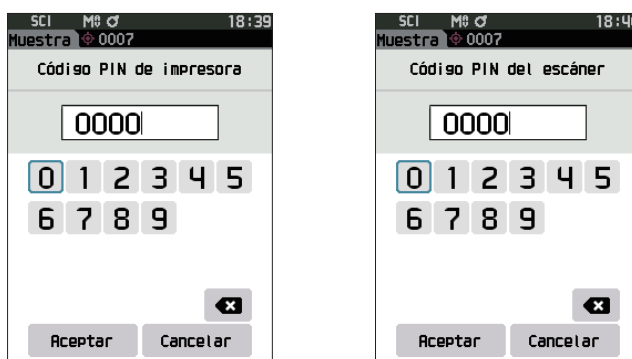 SCI M 18:39
Muestra 0007
Código PIN de impresora
0000
0 1 2 3 4 5
6 7 8 9
Aceptar Cancelar
SCI M 18:4
Muestra 0007
Código PIN del escáner
0000
0 1 2 3 4 5
6 7 8 9
Aceptar Cancelar